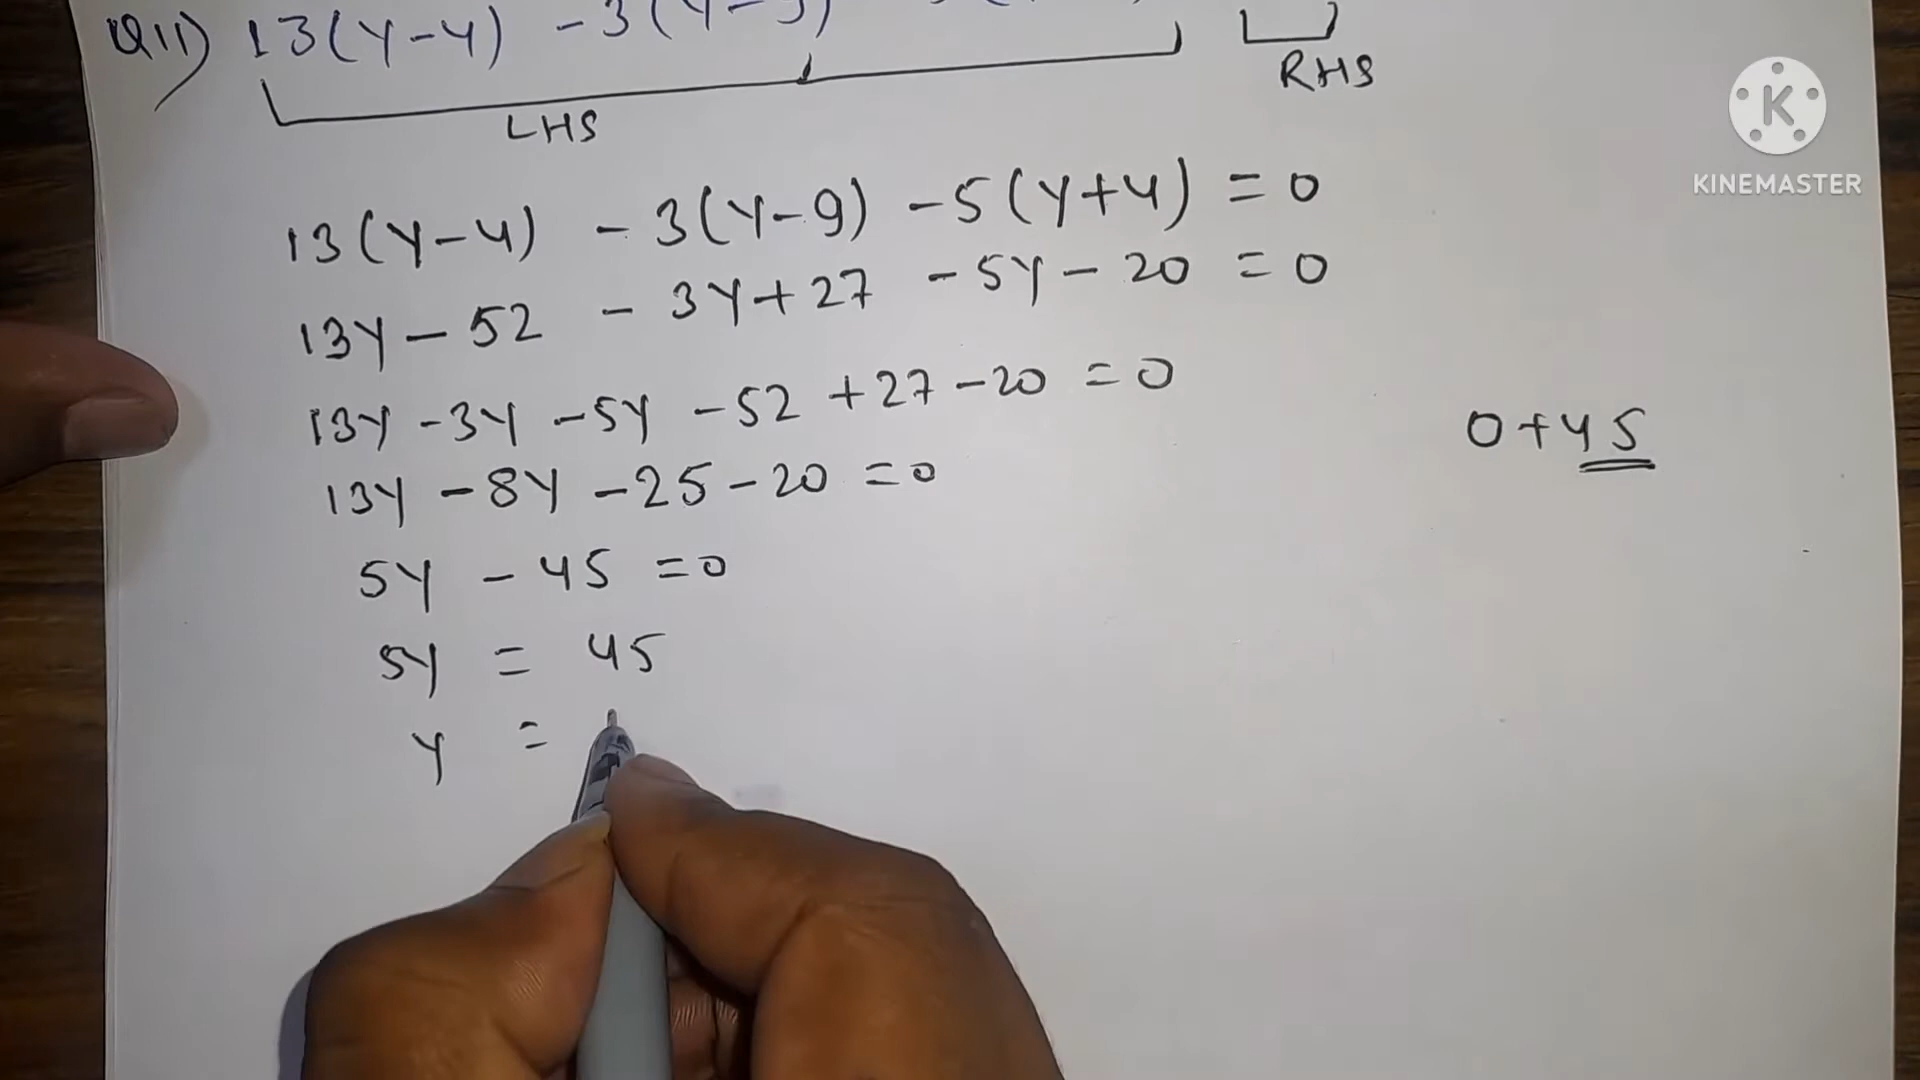 Q11) 13(y-4) -3(y-9)
LHS
RHS
13(y-4) -3(y-9) -5(y+4) =0
13y-52 -3y+27 -5y-20 =0
13y -3y -5y -52 +27 -20 =0
13y -8y -25 -20 =0
5y -45 =0
5y = 45
y =
0+45
K
KINEMASTER